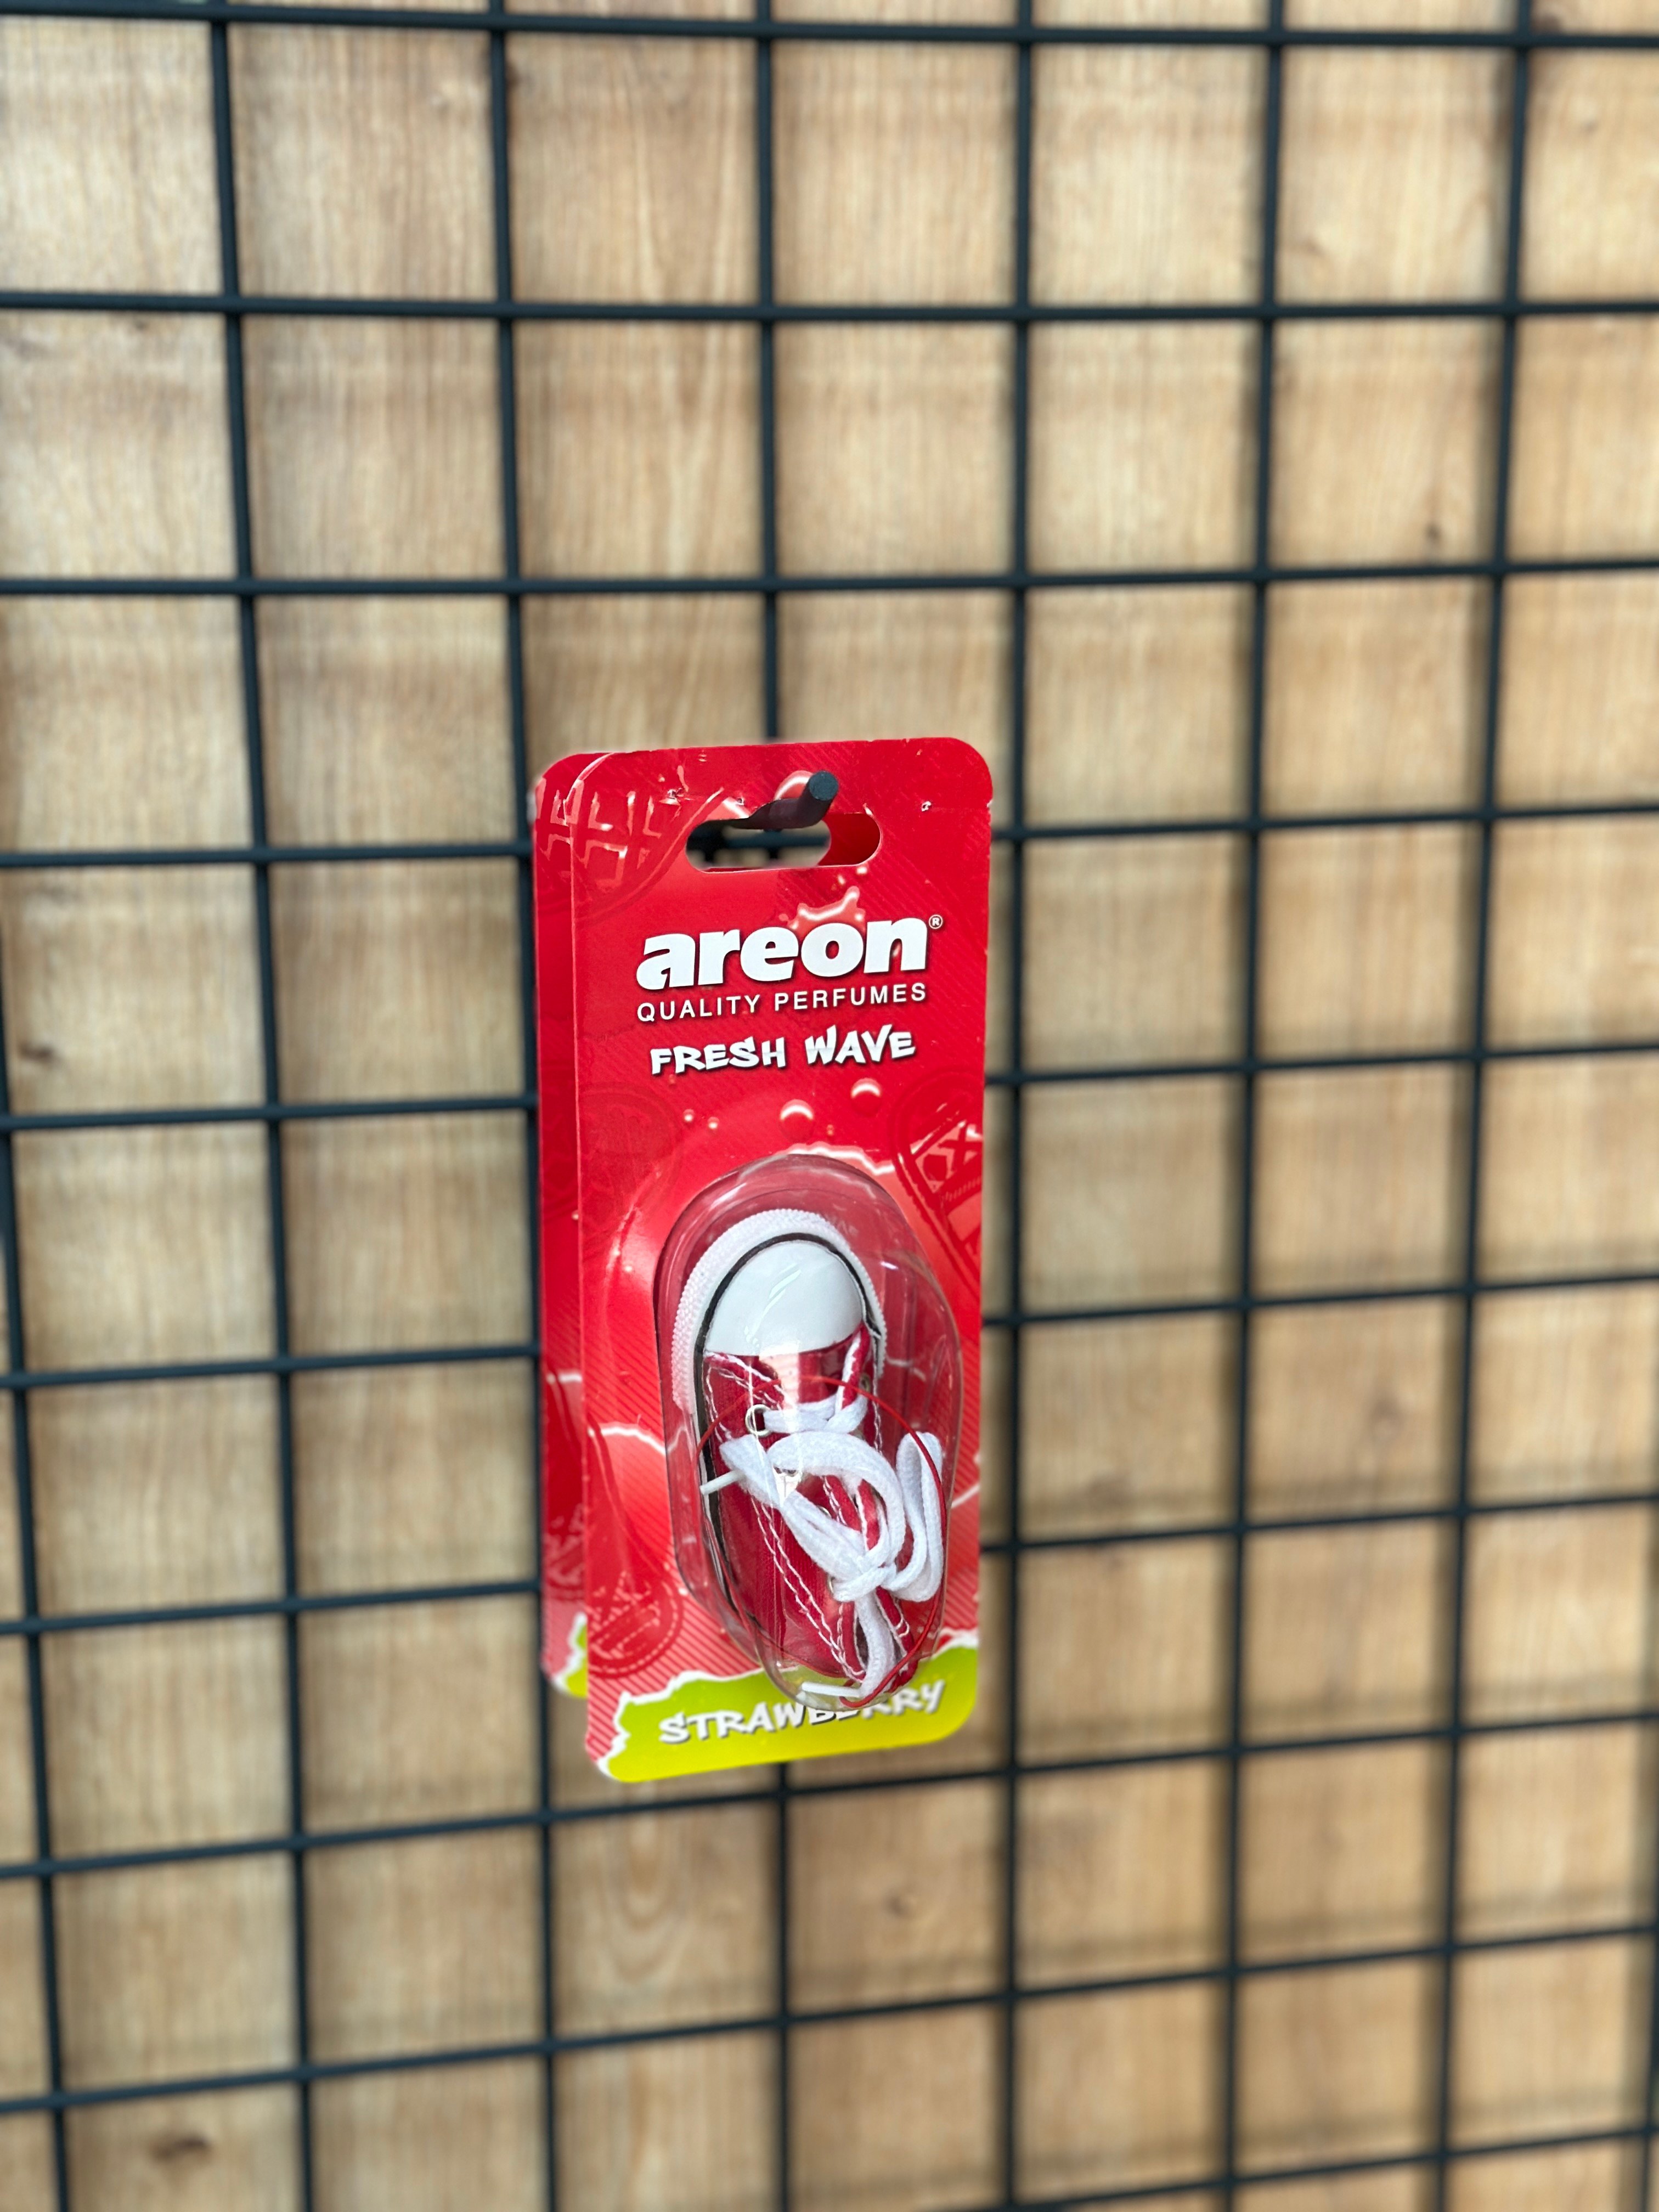 areon®
QUALITY PERFUMES
FRESH WAVE
STRAWBERRY